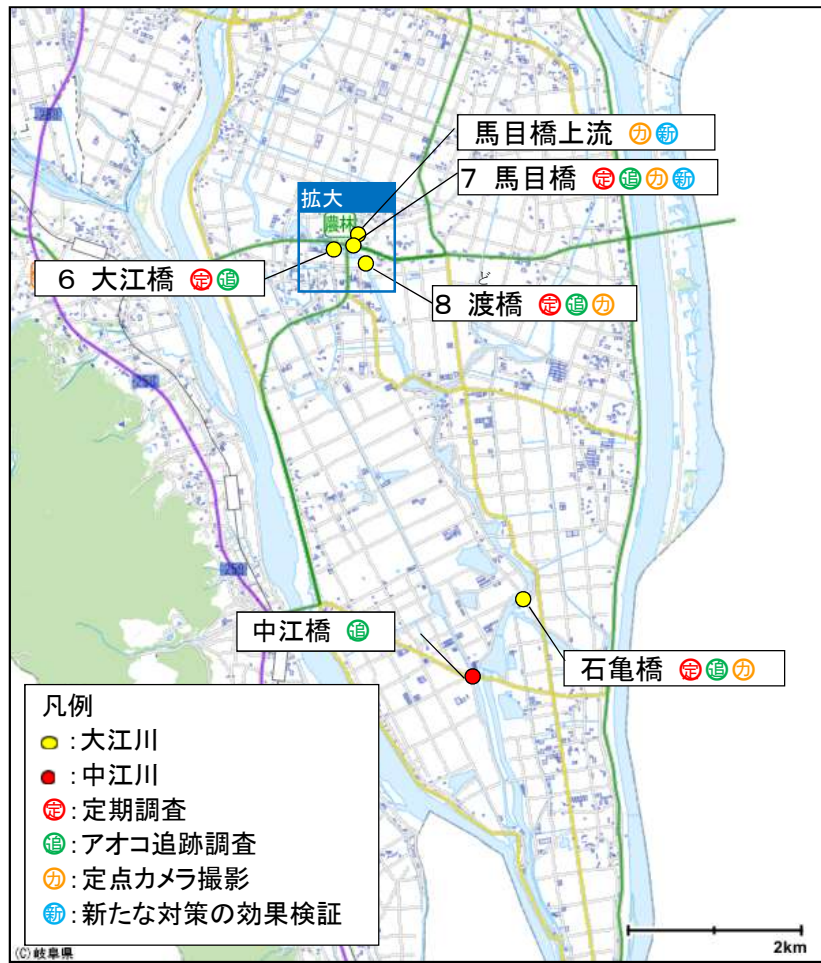 258
馬目橋上流 カ 新
7 馬目橋 定 追 カ 新
拡大
農林
6 大江橋 定 追
ど
8 渡橋 定 追 カ
258
258
中江橋 追
石亀橋 定 追 カ
凡例
:大江川
:中江川
定:定期調査
追:アオコ追跡調査
カ:定点カメラ撮影
新:新たな対策の効果検証
(C)岐阜県
2km